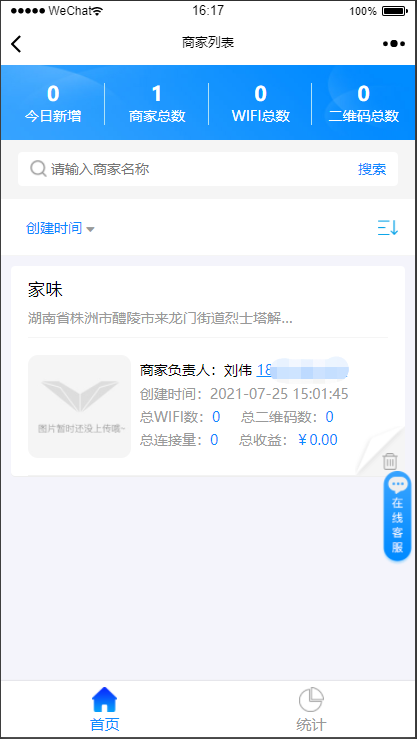 ●●●●● WeChat 16:17 100%
商家列表
0 1 0 0
今日新增 商家总数 WIFI总数 二维码总数
请输入商家名称 搜索
创建时间
家味
湖南省株洲市醴陵市来龙门街道烈士塔解...
图片暂时还没上传哦~
商家负责人：刘伟 18
创建时间：2021-07-25 15:01:45
总WIFI数：0 总二维码数：0
总连接量：0 总收益：￥0.00
在线客服
首页 统计